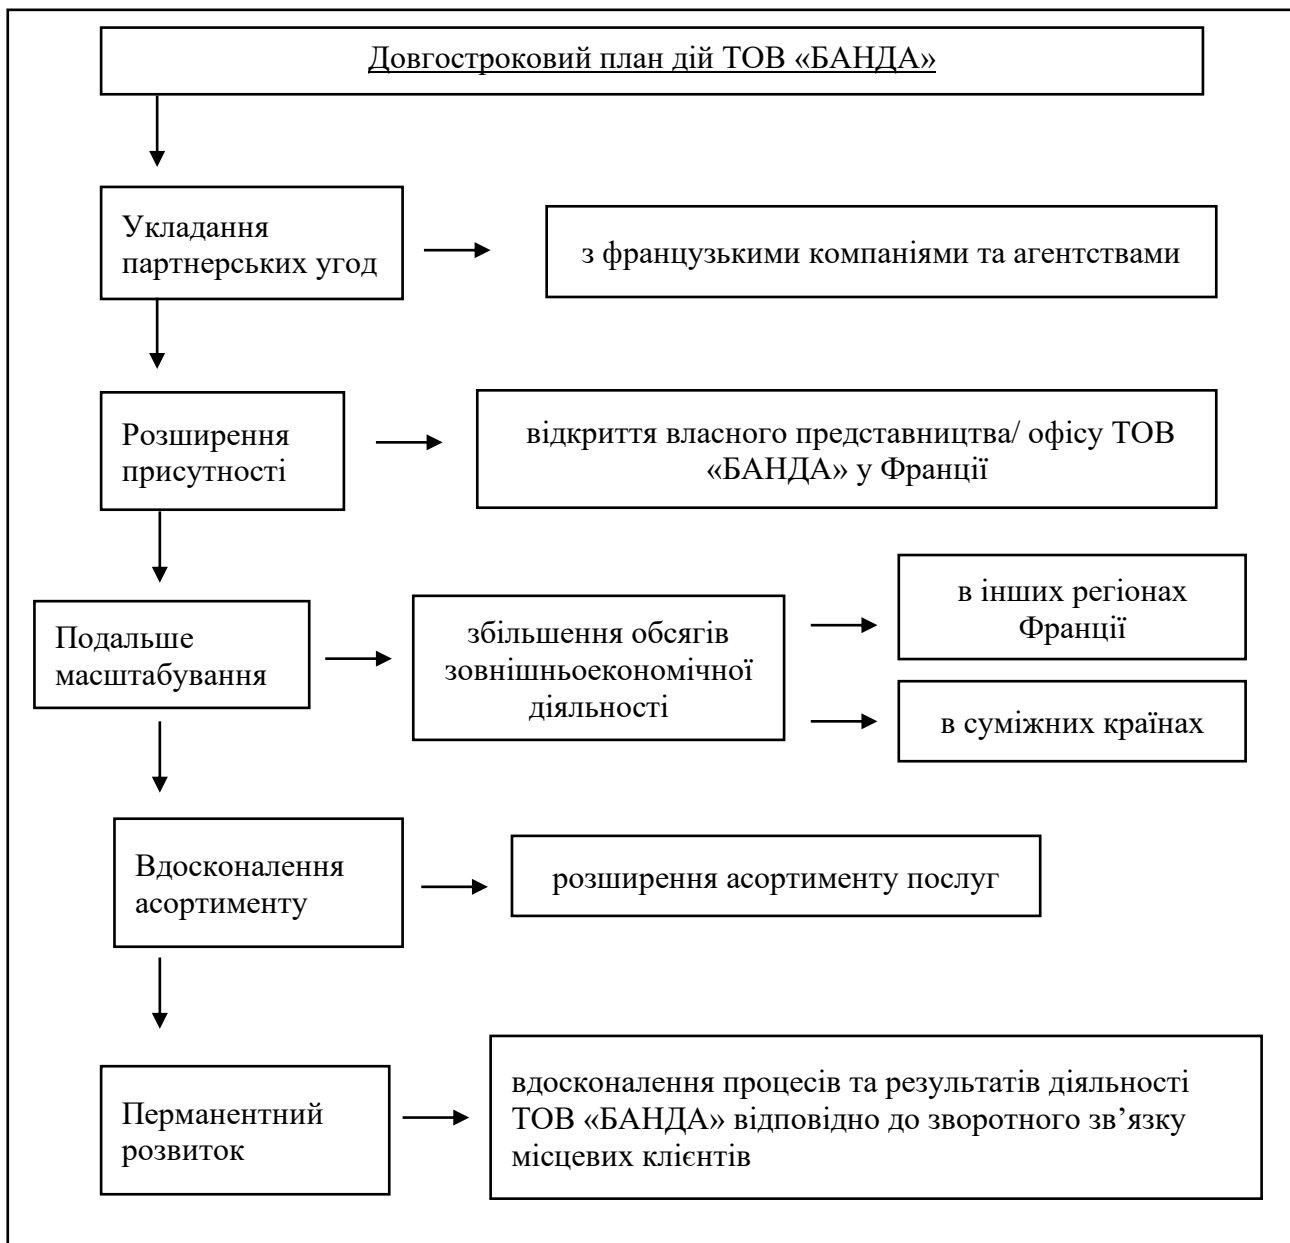 Довгостроковий план дій ТОВ «БАНДА»
Укладання
партнерських угод
з французькими компаніями та агентствами
Розширення
присутності
відкриття власного представництва/ офісу ТОВ
«БАНДА» у Франції
Подальше
масштабування
збільшення обсягів
зовнішньоекономічної
діяльності
в інших регіонах
Франції
в суміжних країнах
Вдосконалення
асортименту
розширення асортименту послуг
Перманентний
розвиток
вдосконалення процесів та результатів діяльності
ТОВ «БАНДА» відповідно до зворотного зв’язку
місцевих клієнтів